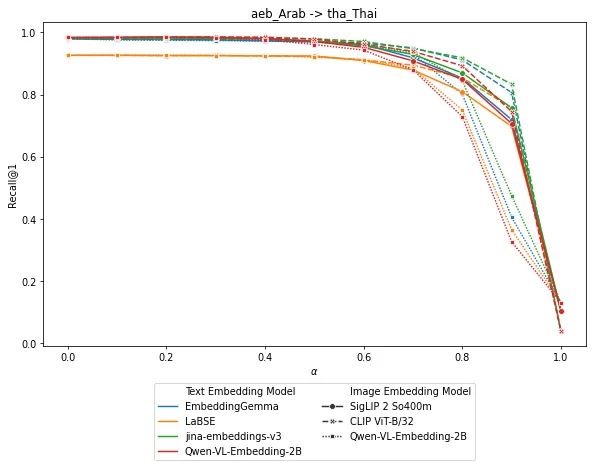 aeb_Arab -> tha_Thai
Recall@1
1.0
0.8
0.6
0.4
0.2
0.0
0.0 0.2 0.4 0.6 0.8 1.0
α
Text Embedding Model
EmbeddingGemma
LaBSE
jina-embeddings-v3
Qwen-VL-Embedding-2B
Image Embedding Model
SigLIP 2 So400m
CLIP ViT-B/32
Qwen-VL-Embedding-2B